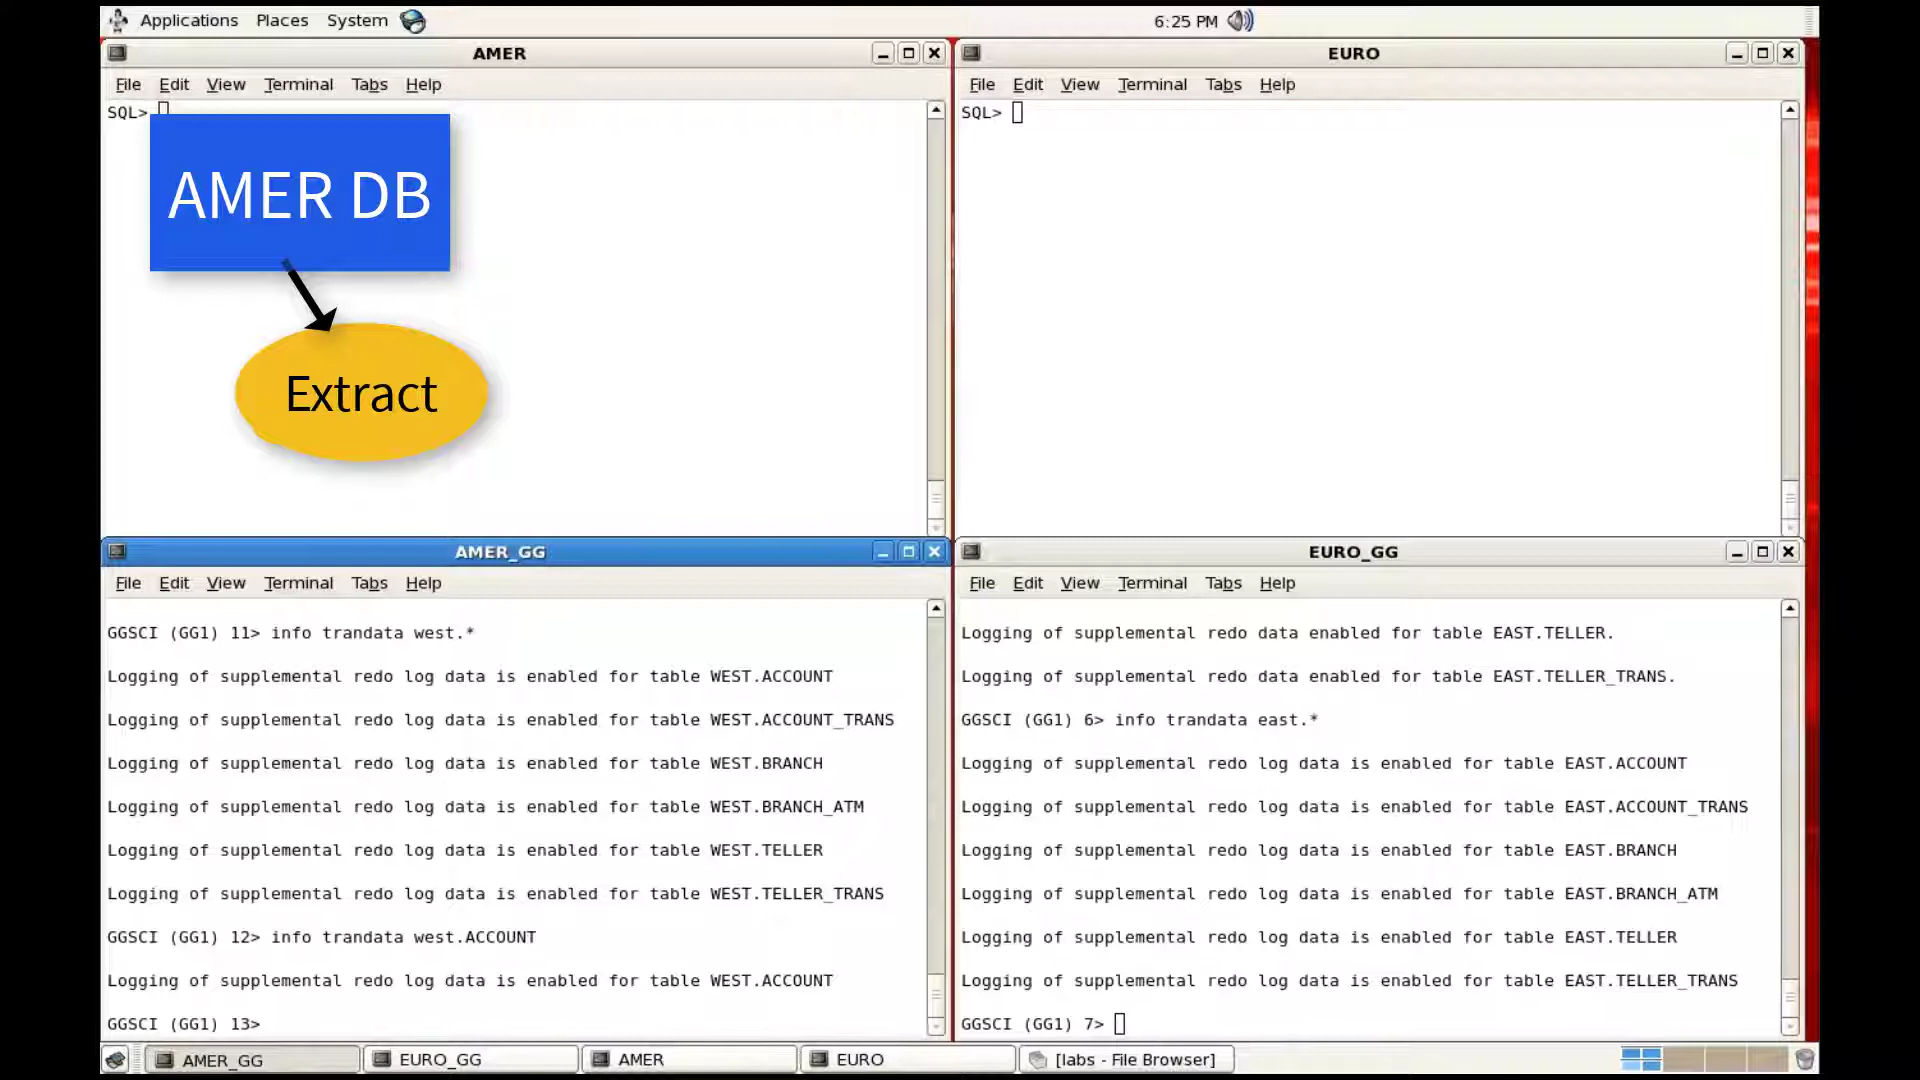 Applications Places System
6:25 PM
AMER
File Edit View Terminal Tabs Help
SQL>
AMER DB
Extract
EURO
File Edit View Terminal Tabs Help
SQL>
AMER_GG
File Edit View Terminal Tabs Help
GGSCI (GG1) 11> info trandata west.*
Logging of supplemental redo log data is enabled for table WEST.ACCOUNT
Logging of supplemental redo log data is enabled for table WEST.ACCOUNT_TRANS
Logging of supplemental redo log data is enabled for table WEST.BRANCH
Logging of supplemental redo log data is enabled for table WEST.BRANCH_ATM
Logging of supplemental redo log data is enabled for table WEST.TELLER
Logging of supplemental redo log data is enabled for table WEST.TELLER_TRANS
GGSCI (GG1) 12> info trandata west.ACCOUNT
Logging of supplemental redo log data is enabled for table WEST.ACCOUNT
GGSCI (GG1) 13>
EURO_GG
File Edit View Terminal Tabs Help
Logging of supplemental redo data enabled for table EAST.TELLER.
Logging of supplemental redo data enabled for table EAST.TELLER_TRANS.
GGSCI (GG1) 6> info trandata east.*
Logging of supplemental redo log data is enabled for table EAST.ACCOUNT
Logging of supplemental redo log data is enabled for table EAST.ACCOUNT_TRANS
Logging of supplemental redo log data is enabled for table EAST.BRANCH
Logging of supplemental redo log data is enabled for table EAST.BRANCH_ATM
Logging of supplemental redo log data is enabled for table EAST.TELLER
Logging of supplemental redo log data is enabled for table EAST.TELLER_TRANS
GGSCI (GG1) 7>
AMER_GG EURO_GG AMER EURO [labs - File Browser]